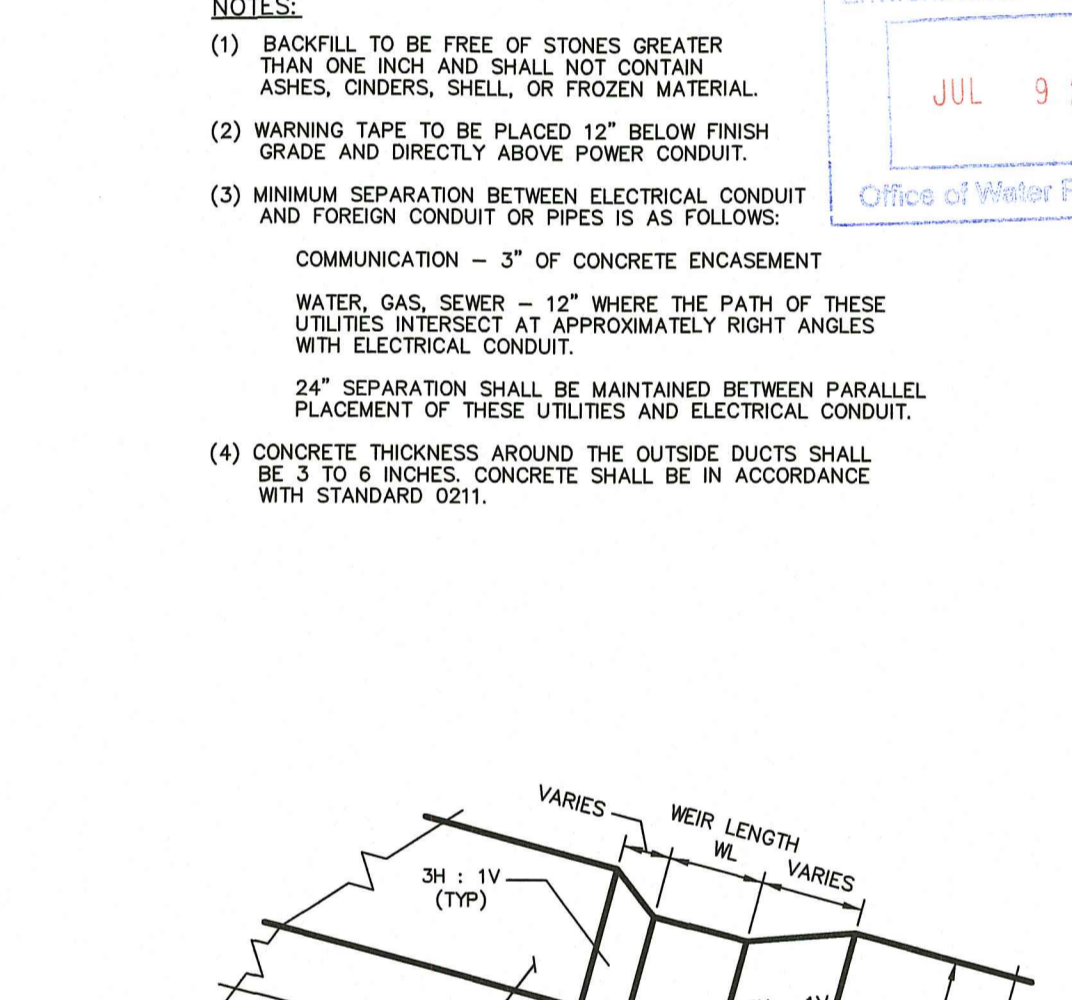 NOTES:
(1) BACKFILL TO BE FREE OF STONES GREATER
THAN ONE INCH AND SHALL NOT CONTAIN
ASHES, CINDERS, SHELL, OR FROZEN MATERIAL.
(2) WARNING TAPE TO BE PLACED 12" BELOW FINISH
GRADE AND DIRECTLY ABOVE POWER CONDUIT.
(3) MINIMUM SEPARATION BETWEEN ELECTRICAL CONDUIT
AND FOREIGN CONDUIT OR PIPES IS AS FOLLOWS:
COMMUNICATION – 3" OF CONCRETE ENCASEMENT
WATER, GAS, SEWER – 12" WHERE THE PATH OF THESE
UTILITIES INTERSECT AT APPROXIMATELY RIGHT ANGLES
WITH ELECTRICAL CONDUIT.
24" SEPARATION SHALL BE MAINTAINED BETWEEN PARALLEL
PLACEMENT OF THESE UTILITIES AND ELECTRICAL CONDUIT.
(4) CONCRETE THICKNESS AROUND THE OUTSIDE DUCTS SHALL
BE 3 TO 6 INCHES. CONCRETE SHALL BE IN ACCORDANCE
WITH STANDARD 0211.
JUL 9
Office of Water
VARIES
WEIR LENGTH
WL
VARIES
3H : 1V
(TYP)